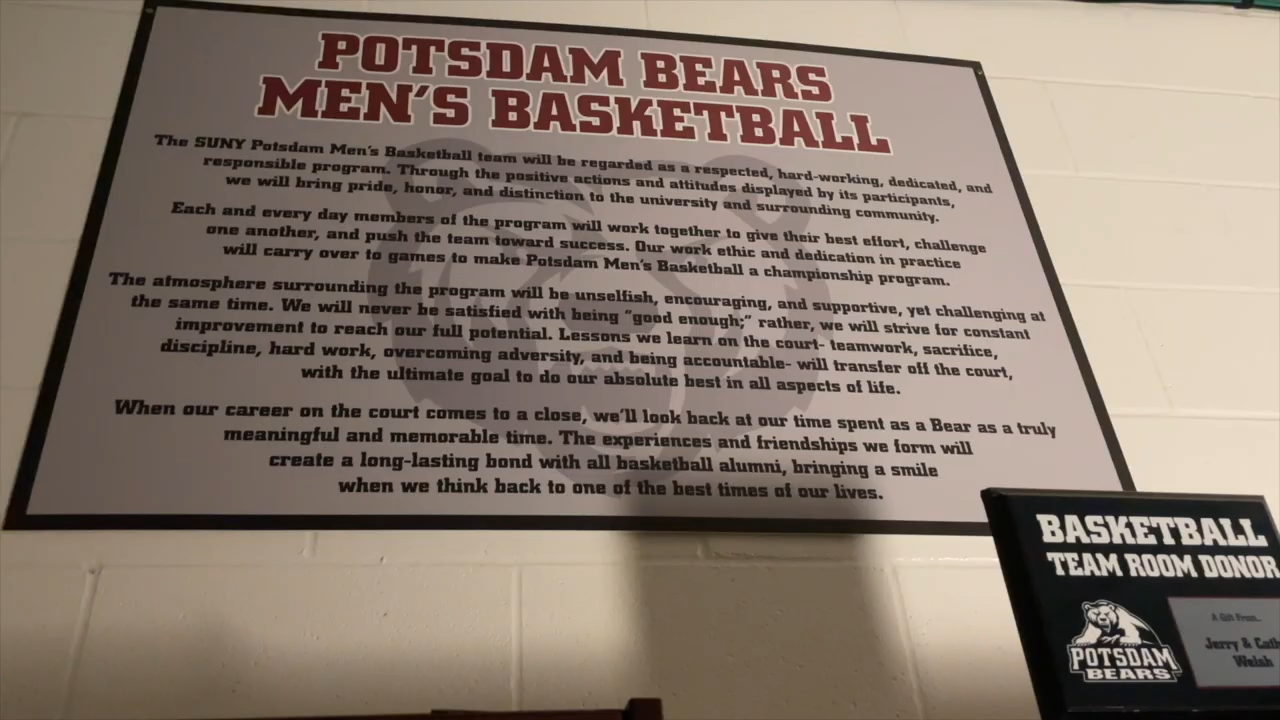 POTSDAM BEARS
MEN'S BASKETBALL
The SUNY Potsdam Men's Basketball team will be regarded as a respected, hard-working, dedicated, and
responsible program. Through the positive actions and attitudes displayed by its participants,
we will bring pride, honor, and distinction to the university and surrounding community.
Each and every day members of the program will work together to give their best effort, challenge
one another, and push the team toward success. Our work ethic and dedication in practice
will carry over to games to make Potsdam Men's Basketball a championship program.
The atmosphere surrounding the program will be unselfish, encouraging, and supportive, yet challenging at
the same time. We will never be satisfied with being "good enough;" rather, we will strive for constant
improvement to reach our full potential. Lessons we learn on the court- teamwork, sacrifice,
discipline, hard work, overcoming adversity, and being accountable- will transfer off the court,
with the ultimate goal to do our absolute best in all aspects of life.
When our career on the court comes to a close, we'll look back at our time spent as a Bear as a truly
meaningful and memorable time. The experiences and friendships we form will
create a long-lasting bond with all basketball alumni, bringing a smile
when we think back to one of the best times of our lives.
BASKETBALL
TEAM ROOM DONOR
A Gift From...
Jerry &
Welsh
POTSDAM
BEARS